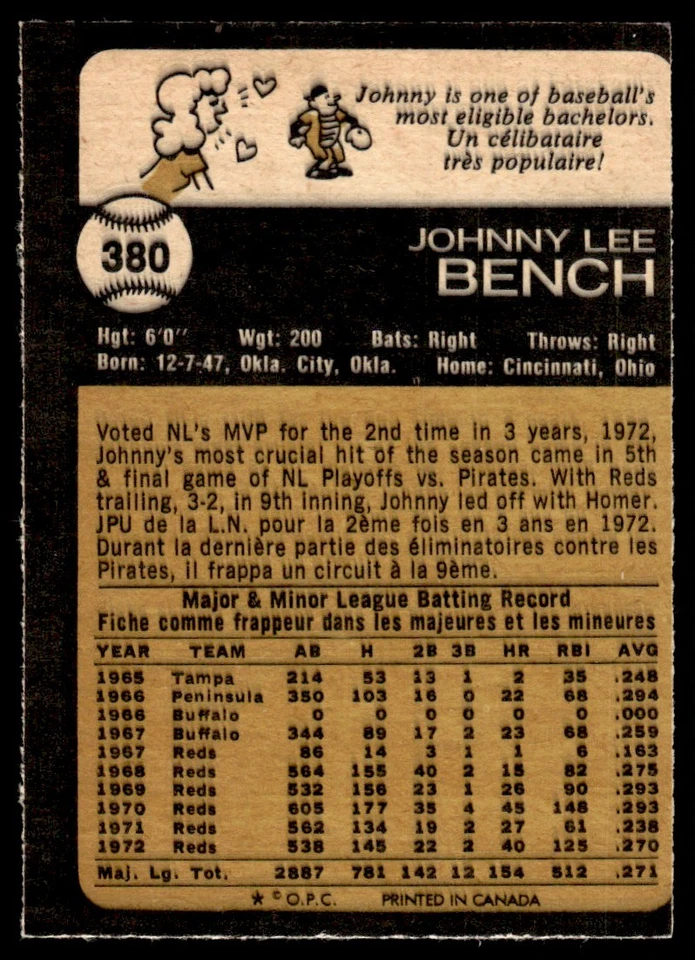 Johnny is one of baseball's
most eligible bachelors.
Un célibataire
très populaire!
380
JOHNNY LEE
BENCH
Hgt: 6'0" Wgt: 200 Bats: Right Throws: Right
Born: 12-7-47, Okla. City, Okla. Home: Cincinnati, Ohio
Voted NL's MVP for the 2nd time in 3 years, 1972,
Johnny's most crucial hit of the season came in 5th
& final game of NL Playoffs vs. Pirates. With Reds
trailing, 3-2, in 9th inning, Johnny led off with Homer.
JPU de la L.N. pour la 2ème fois en 3 ans en 1972.
Durant la dernière partie des éliminatoires contre les
Pirates, il frappa un circuit à la 9ème.
Major & Minor League Batting Record
Fiche comme frappeur dans les majeures et les mineures
YEAR TEAM AB H 2B 3B HR RBI AVG
1965 Tampa 214 53 13 1 2 35 .248
1966 Peninsula 350 103 16 0 22 68 .294
1966 Buffalo 0 0 0 0 0 0 .000
1967 Buffalo 344 89 17 2 23 68 .259
1967 Reds 86 14 3 1 1 6 .163
1968 Reds 564 155 40 2 15 82 .275
1969 Reds 532 156 23 1 26 90 .293
1970 Reds 605 177 35 4 45 148 .293
1971 Reds 562 134 19 2 27 61 .238
1972 Reds 538 145 22 2 40 125 .270
Maj. Lg. Tot. 2887 781 142 12 154 512 .271
* © O.P.C. PRINTED IN CANADA